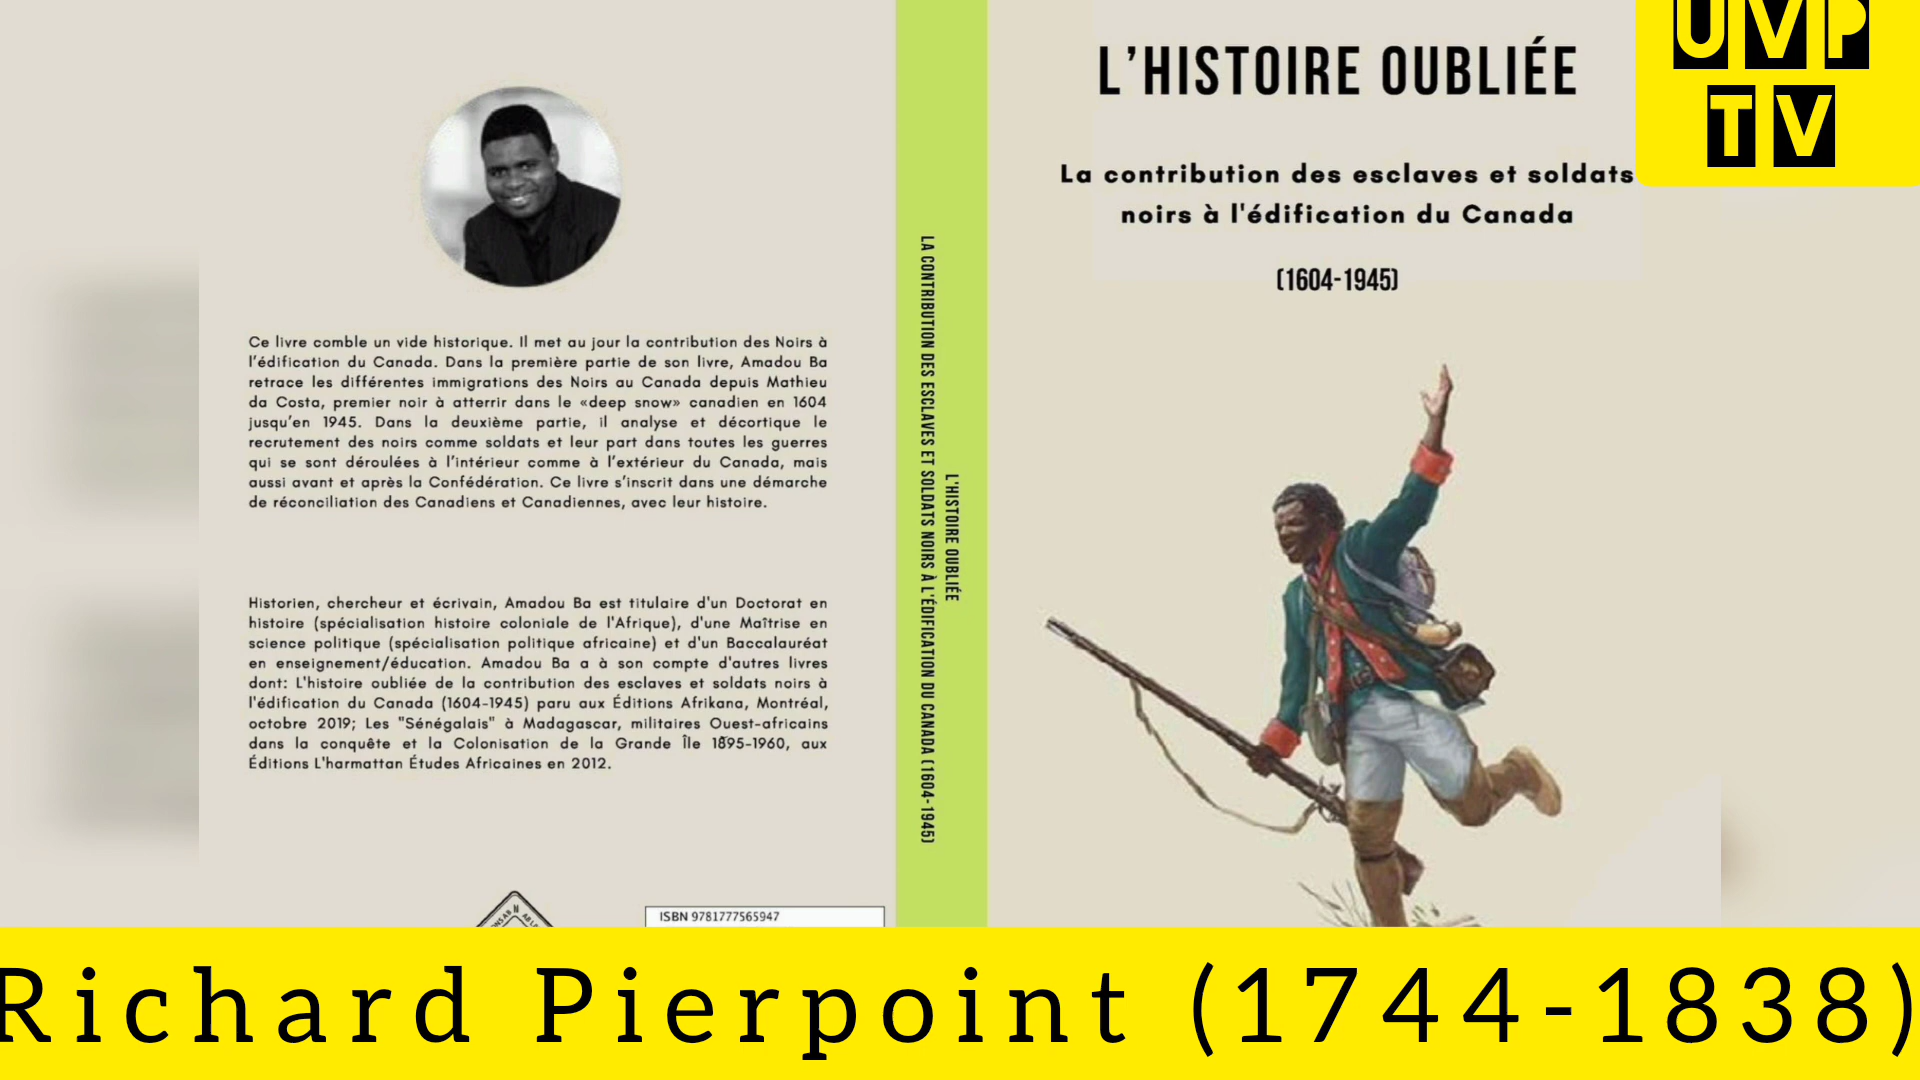 Ce livre comble un vide historique. Il met au jour la contribution des Noirs à
l'édification du Canada. Dans la première partie de son livre, Amadou Ba
retrace les différentes immigrations des Noirs au Canada depuis Mathieu
da Costa, premier noir à atterrir dans le «deep snow» canadien en 1604
jusqu'en 1945. Dans la deuxième partie, il analyse et décortique le
recrutement des noirs comme soldats et leur part dans toutes les guerres
qui se sont déroulées à l'intérieur comme à l'extérieur du Canada, mais
aussi avant et après la Confédération. Ce livre s'inscrit dans une démarche
de réconciliation des Canadiens et Canadiennes, avec leur histoire.
Historien, chercheur et écrivain, Amadou Ba est titulaire d'un Doctorat en
histoire (spécialisation histoire coloniale de l'Afrique), d'une Maîtrise en
science politique (spécialisation politique africaine) et d'un Baccalauréat
en enseignement/éducation. Amadou Ba a à son compte d'autres livres
dont: L'histoire oubliée de la contribution des esclaves et soldats noirs à
l'édification du Canada (1604-1945) paru aux Éditions Afrikana, Montréal,
octobre 2019; Les "Sénégalais" à Madagascar, militaires Ouest-africains
dans la conquête et la Colonisation de la Grande Île 1895-1960, aux
Éditions L'harmattan Études Africaines en 2012.
ISBN 9781777565947
L'HISTOIRE OUBLIÉE
LA CONTRIBUTION DES ESCLAVES ET SOLDATS NOIRS À L'ÉDIFICATION DU CANADA (1604-1945)
L'HISTOIRE OUBLIÉE
La contribution des esclaves et soldats
noirs à l'édification du Canada
(1604-1945)
UVP
TV
Richard Pierpoint (1744-1838)